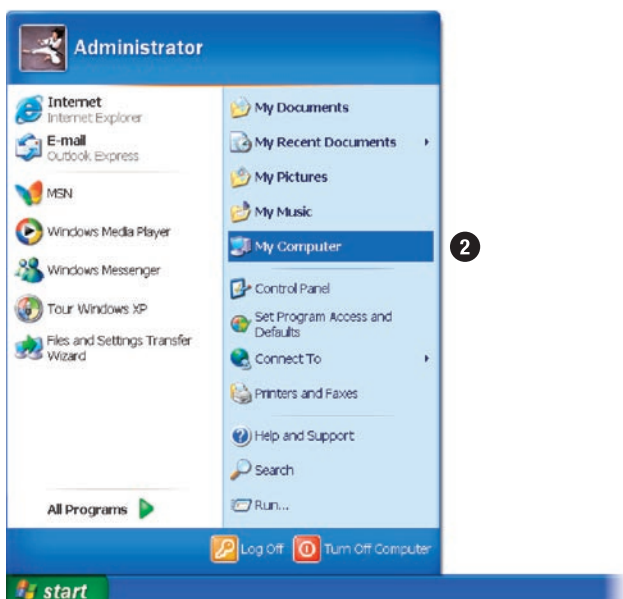 Administrator
Internet
Internet Explorer
E-mail
Outlook Express
MSN
Windows Media Player
Windows Messenger
Tour Windows XP
Files and Settings Transfer
Wizard
All Programs
My Documents
My Recent Documents
My Pictures
My Music
My Computer
2
Control Panel
Set Program Access and
Defaults
Connect To
Printers and Faxes
Help and Support
Search
Run...
Log Off
Turn Off Computer
start